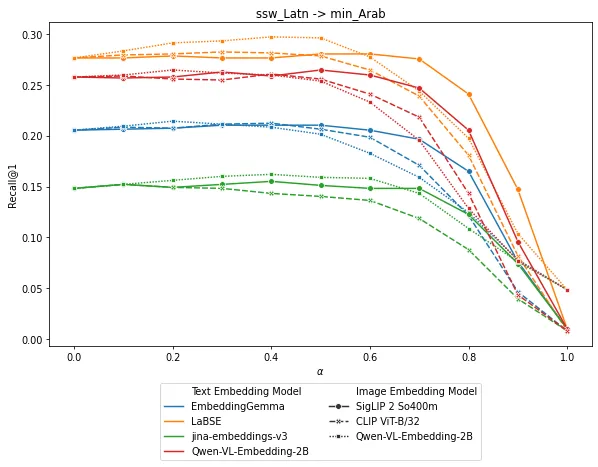 ssw_Latn -> min_Arab
Recall@1
0.30
0.25
0.20
0.15
0.10
0.05
0.00
0.0 0.2 0.4 0.6 0.8 1.0
α
Text Embedding Model Image Embedding Model
EmbeddingGemma SigLIP 2 So400m
LaBSE CLIP ViT-B/32
jina-embeddings-v3 Qwen-VL-Embedding-2B
Qwen-VL-Embedding-2B